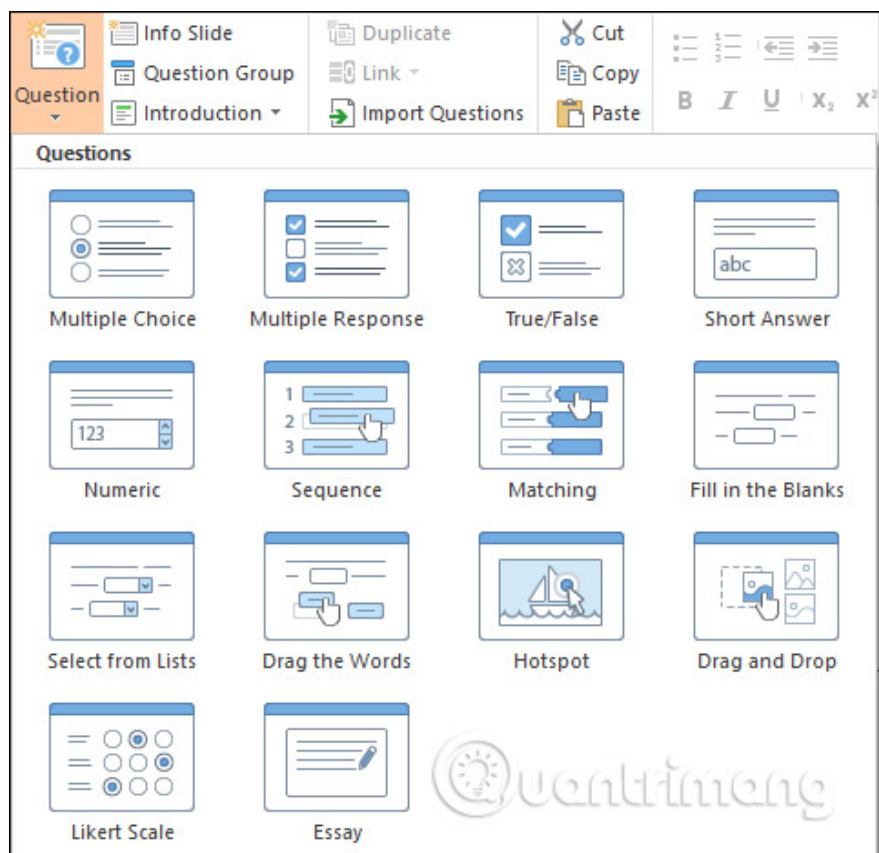 Info Slide Duplicate Cut
Question Group Link Copy
Question Introduction Import Questions Paste
B I U X₂ X²
Questions
abc
Multiple Choice Multiple Response True/False Short Answer
123
1
2
3
Numeric Sequence Matching Fill in the Blanks
Select from Lists Drag the Words Hotspot Drag and Drop
Quantrimang
Likert Scale Essay